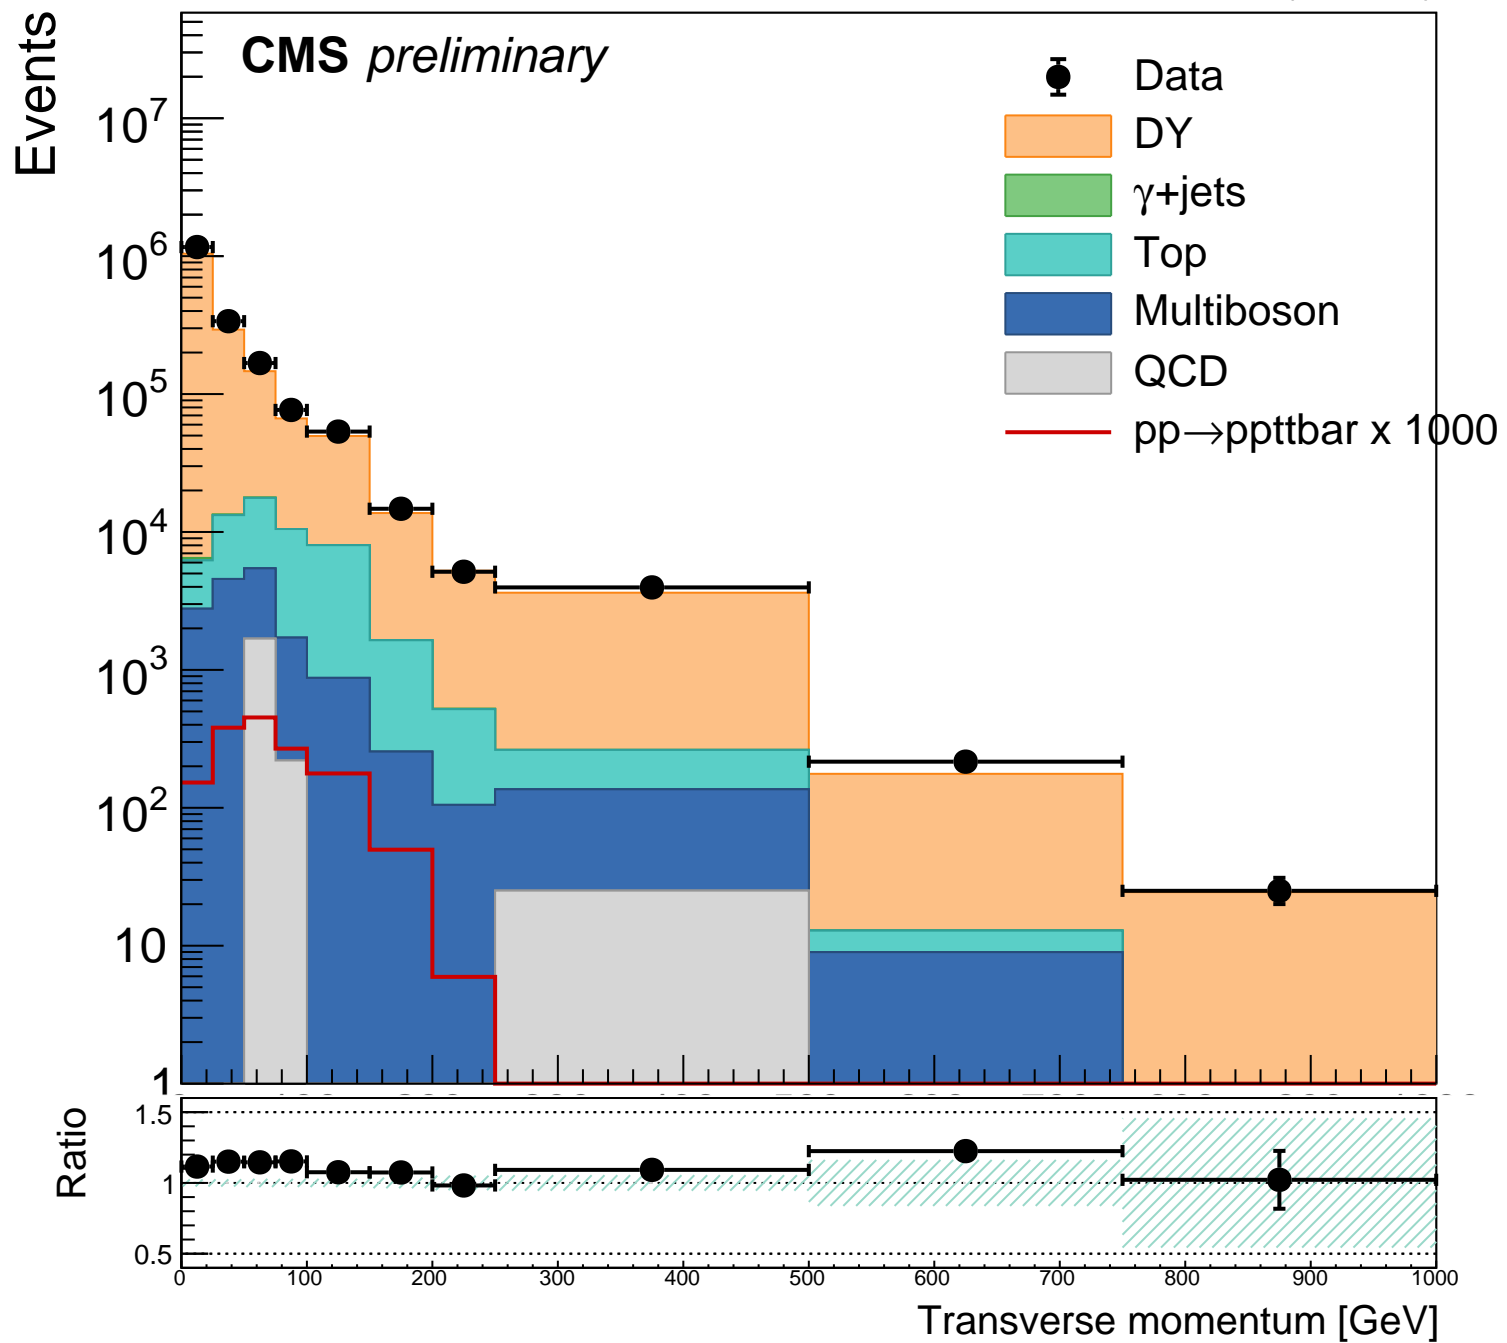 CMS preliminary
Events
10^7
10^6
10^5
10^4
10^3
10^2
10
1
Data
DY
γ+jets
Top
Multiboson
QCD
pp→ppttbar x 1000
Ratio
1.5
1
0.5
0 100 200 300 400 500 600 700 800 900 1000
Transverse momentum [GeV]